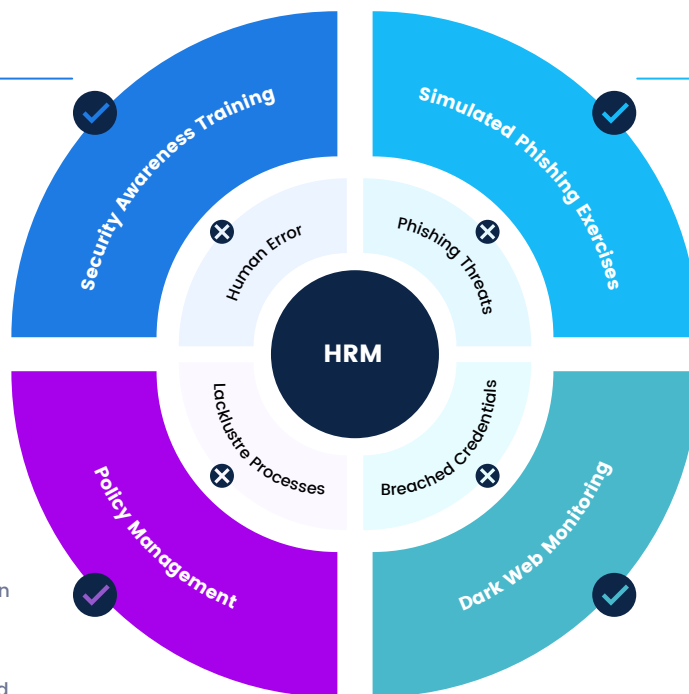 Security Awareness Training
Simulated Phishing Exercises
Human Error
Phishing Threats
HRM
Lacklustre Processes
Breached Credentials
Policy Management
Dark Web Monitoring
n
d